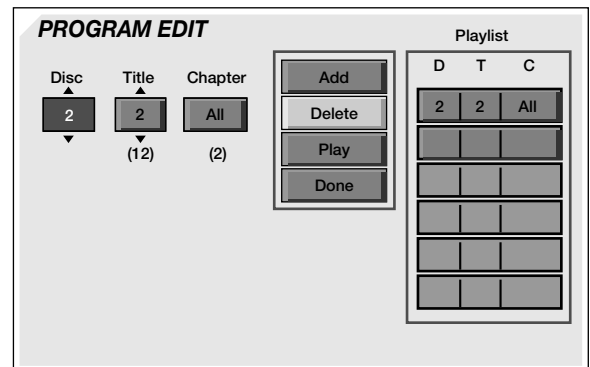 PROGRAM EDIT
Disc Title Chapter
2 2 All
(12) (2)
Add
Delete
Play
Done
Playlist
D T C
2 2 All